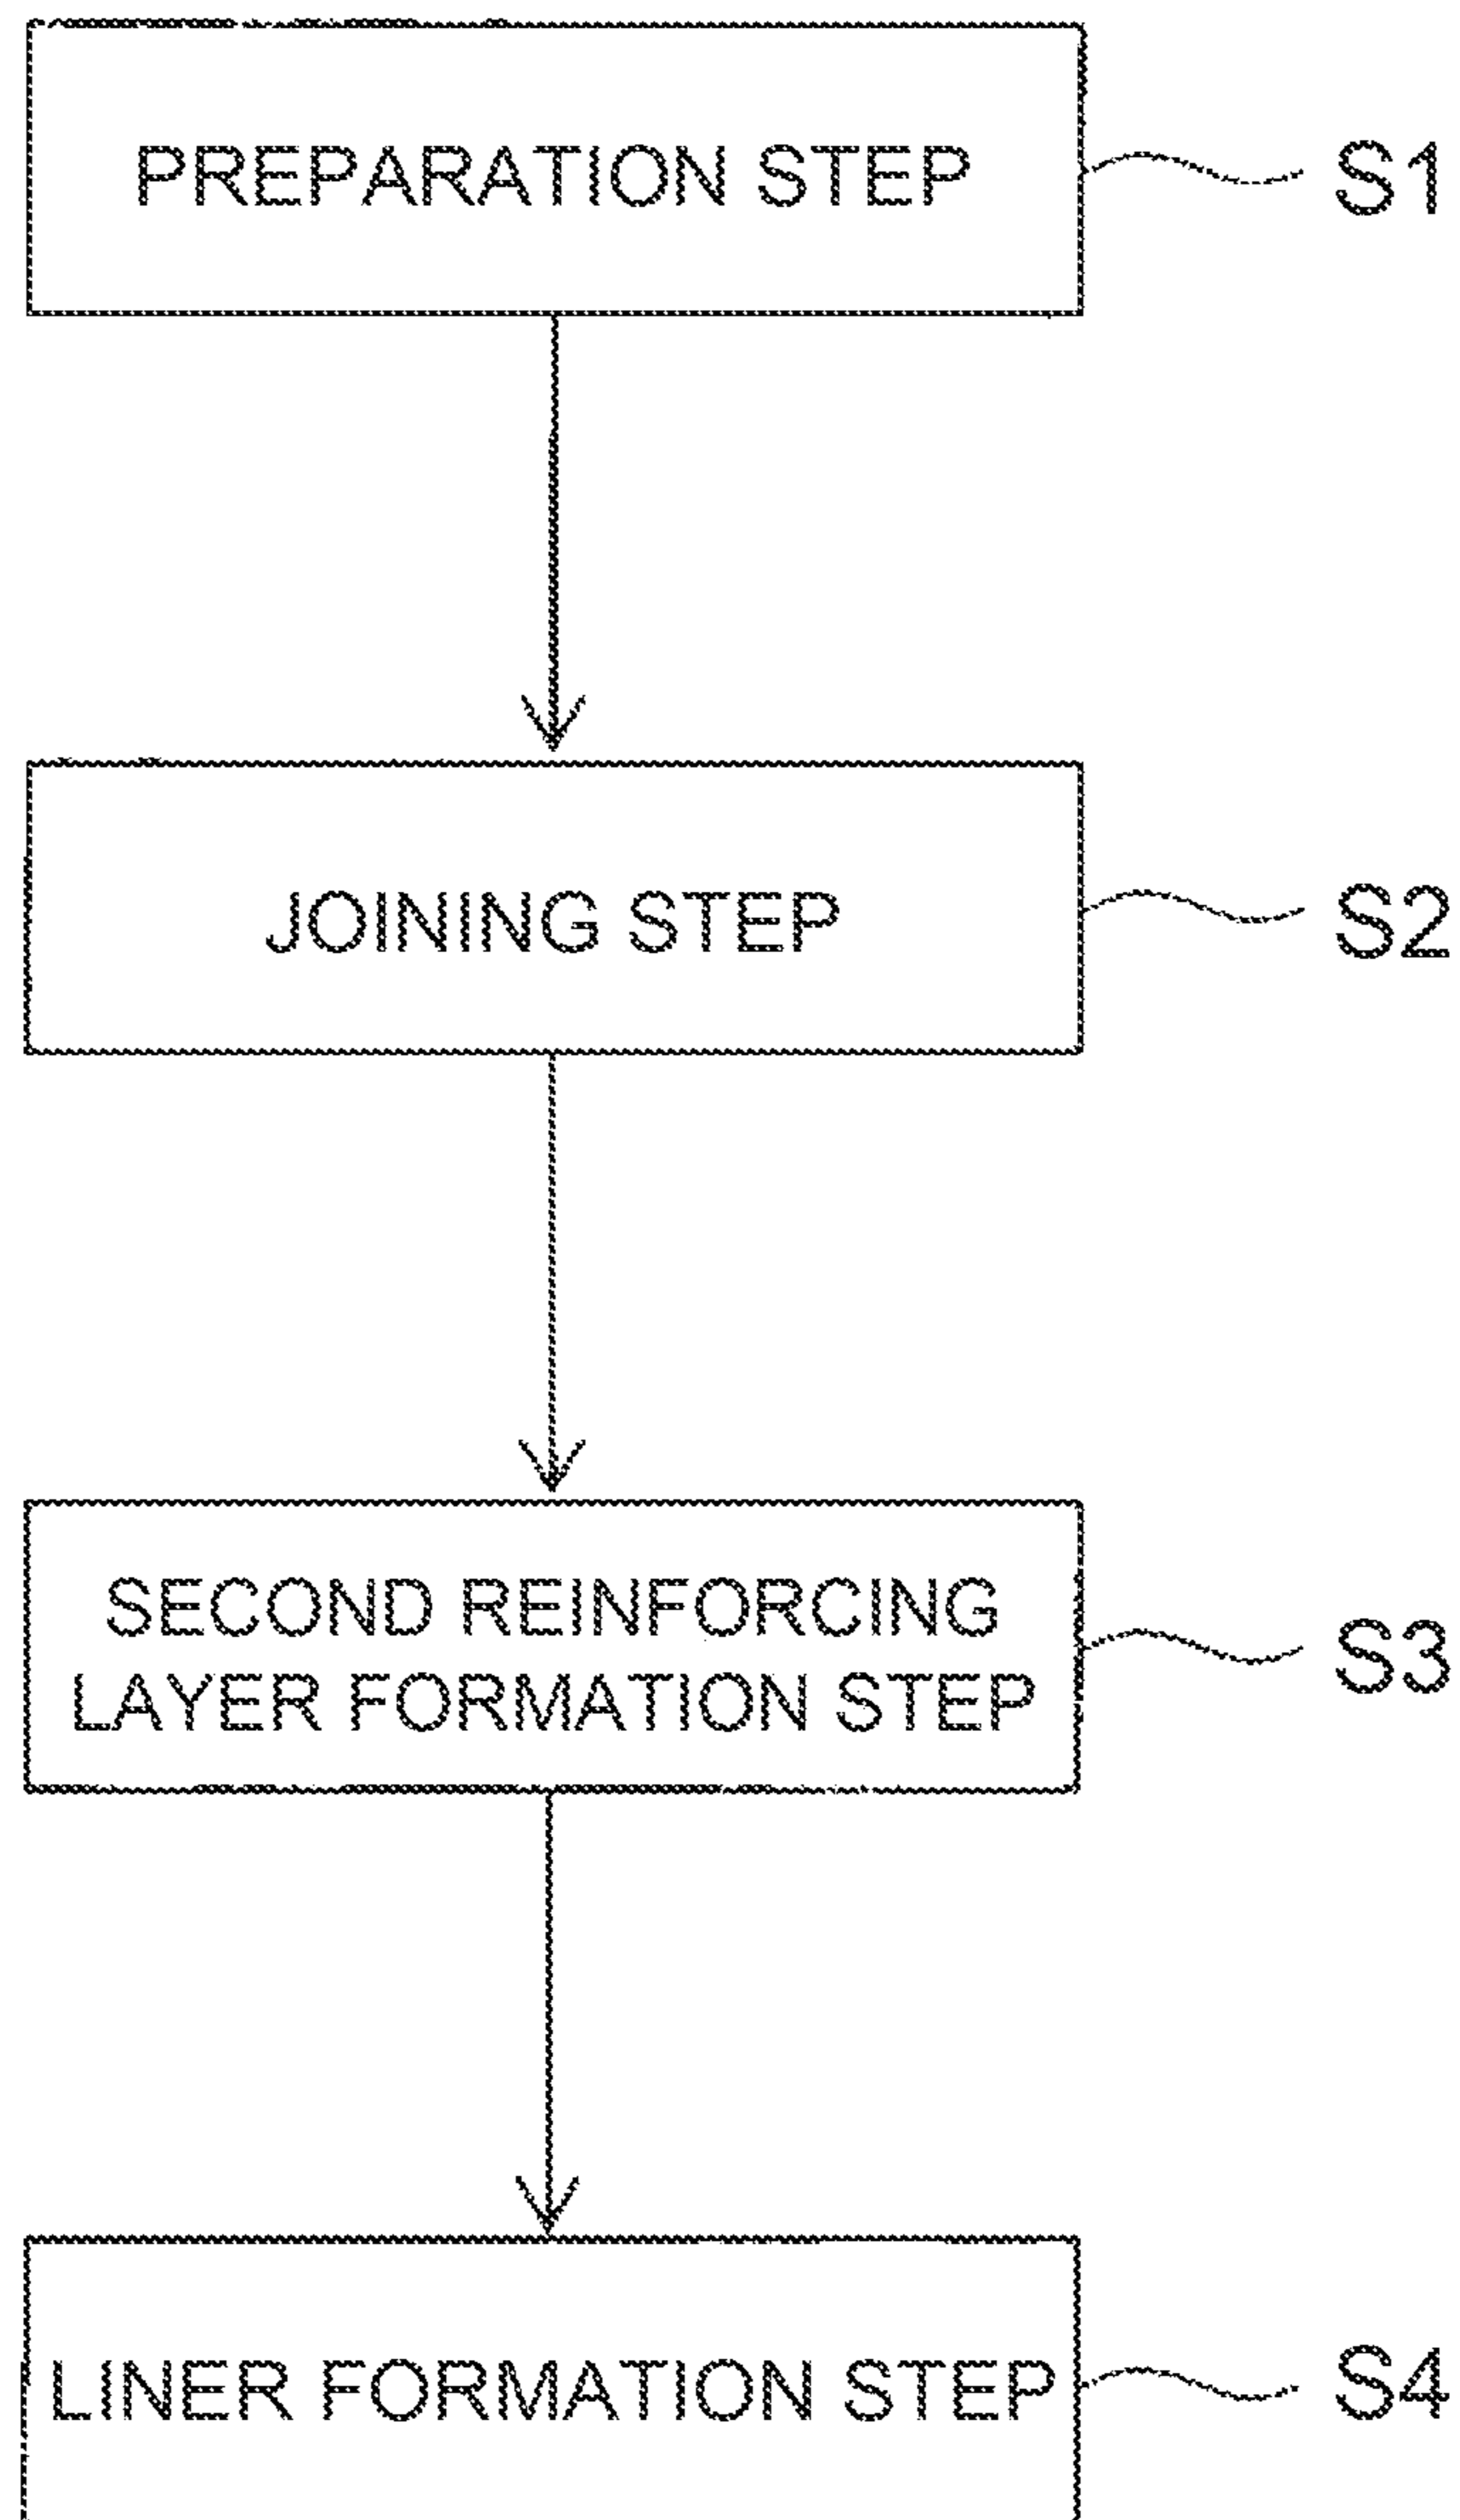 PREPARATION STEP
S1
JOINING STEP
S2
SECOND REINFORCING
LAYER FORMATION STEP
S3
LINER FORMATION STEP
S4